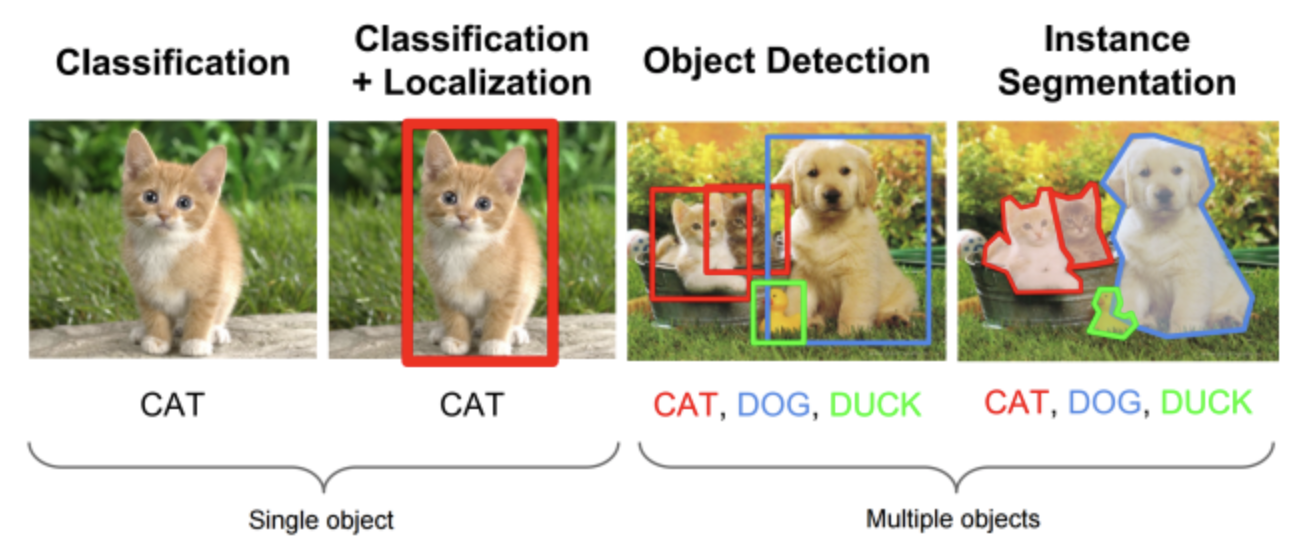 Classification
Classification
+ Localization
Object Detection
Instance
Segmentation
CAT
CAT
CAT, DOG, DUCK
CAT, DOG, DUCK
Single object
Multiple objects